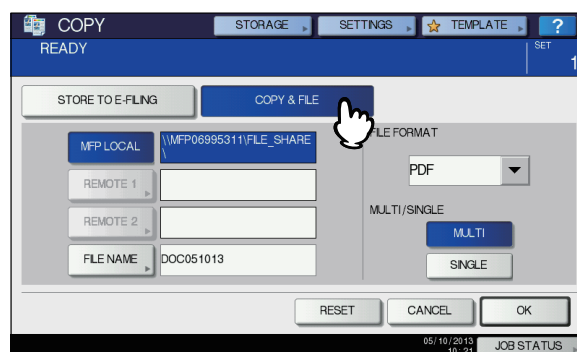 COPY STORAGE SETTINGS TEMPLATE ?
READY SET
1
STORE TO E-FILING COPY & FILE
FILE FORMAT
MFP LOCAL \\MFP06995311\FILE_SHARE
\
PDF
REMOTE 1
MULTI/SINGLE
REMOTE 2
MULTI
FILE NAME DOC051013
SINGLE
RESET CANCEL OK
05/10/2013
10:21 JOB STATUS